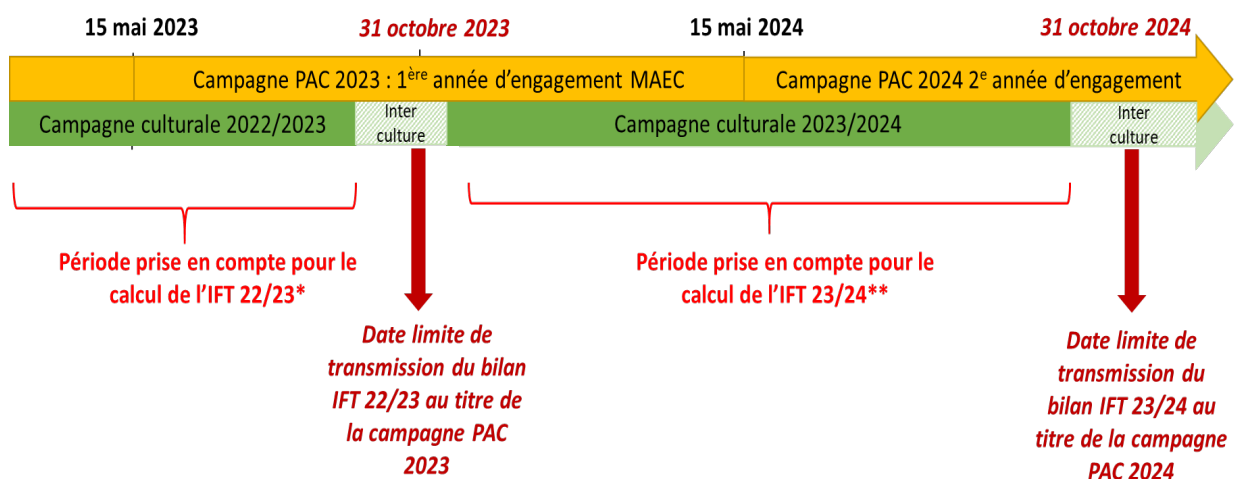 15 mai 2023
31 octobre 2023
15 mai 2024
31 octobre 2024
Campagne PAC 2023 : 1ère année d’engagement MAEC
Campagne PAC 2024 2e année d’engagement
Campagne culturale 2022/2023
Inter
culture
Campagne culturale 2023/2024
Inter
culture
Période prise en compte pour le
calcul de l’IFT 22/23*
Période prise en compte pour le
calcul de l’IFT 23/24**
Date limite de
transmission du bilan
IFT 22/23 au titre de
la campagne PAC
2023
Date limite de
transmission du
bilan IFT 23/24 au
titre de la campagne
PAC 2024